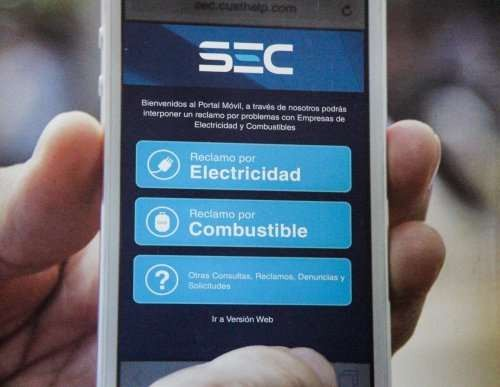 sec.custhelp.com
SEC
Bienvenidos al Portal Móvil, a través de nosotros podrás
interponer un reclamo por problemas con Empresas de
Electricidad y Combustibles
Reclamo por
Electricidad
Reclamo por
Combustible
?
Otras Consultas, Reclamos, Denuncias y
Solicitudes
Ir a Versión Web